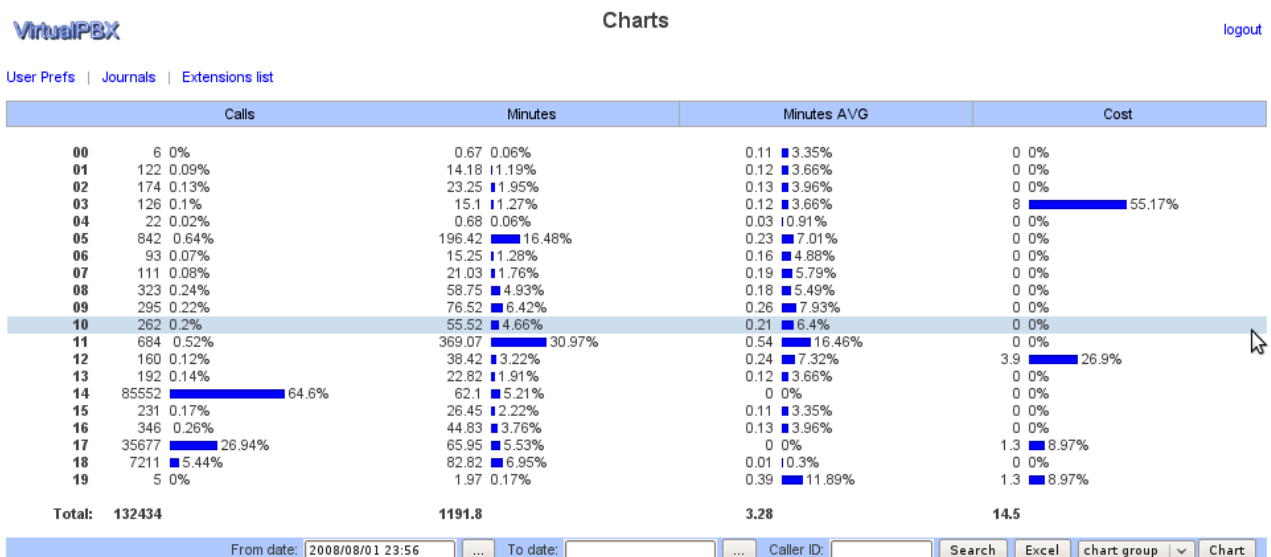 VirtualPBX
Charts
logout
User Prefs | Journals | Extensions list
Calls Minutes Minutes AVG Cost
00 6 0% 0.67 0.06% 0.11 3.35% 0 0%
01 122 0.09% 14.18 1.19% 0.12 3.66% 0 0%
02 174 0.13% 23.25 1.95% 0.13 3.96% 0 0%
03 126 0.1% 15.1 1.27% 0.12 3.66% 8 55.17%
04 22 0.02% 0.68 0.06% 0.03 0.91% 0 0%
05 842 0.64% 196.42 16.48% 0.23 7.01% 0 0%
06 93 0.07% 15.25 1.28% 0.16 4.88% 0 0%
07 111 0.08% 21.03 1.76% 0.19 5.79% 0 0%
08 323 0.24% 58.75 4.93% 0.18 5.49% 0 0%
09 295 0.22% 76.52 6.42% 0.26 7.93% 0 0%
10 262 0.2% 55.52 4.66% 0.21 6.4% 0 0%
11 684 0.52% 369.07 30.97% 0.54 16.46% 0 0%
12 160 0.12% 38.42 3.22% 0.24 7.32% 3.9 26.9%
13 192 0.14% 22.82 1.91% 0.12 3.66% 0 0%
14 85552 64.6% 62.1 5.21% 0 0% 0 0%
15 231 0.17% 26.45 2.22% 0.11 3.35% 0 0%
16 346 0.26% 44.83 3.76% 0.13 3.96% 0 0%
17 35677 26.94% 65.95 5.53% 0 0% 1.3 8.97%
18 7211 5.44% 82.82 6.95% 0.01 0.3% 0 0%
19 5 0% 1.97 0.17% 0.39 11.89% 1.3 8.97%
Total: 132434 1191.8 3.28 14.5
From date: 2008/08/01 23:56 ... To date: ... Caller ID: Search Excel chart group Chart